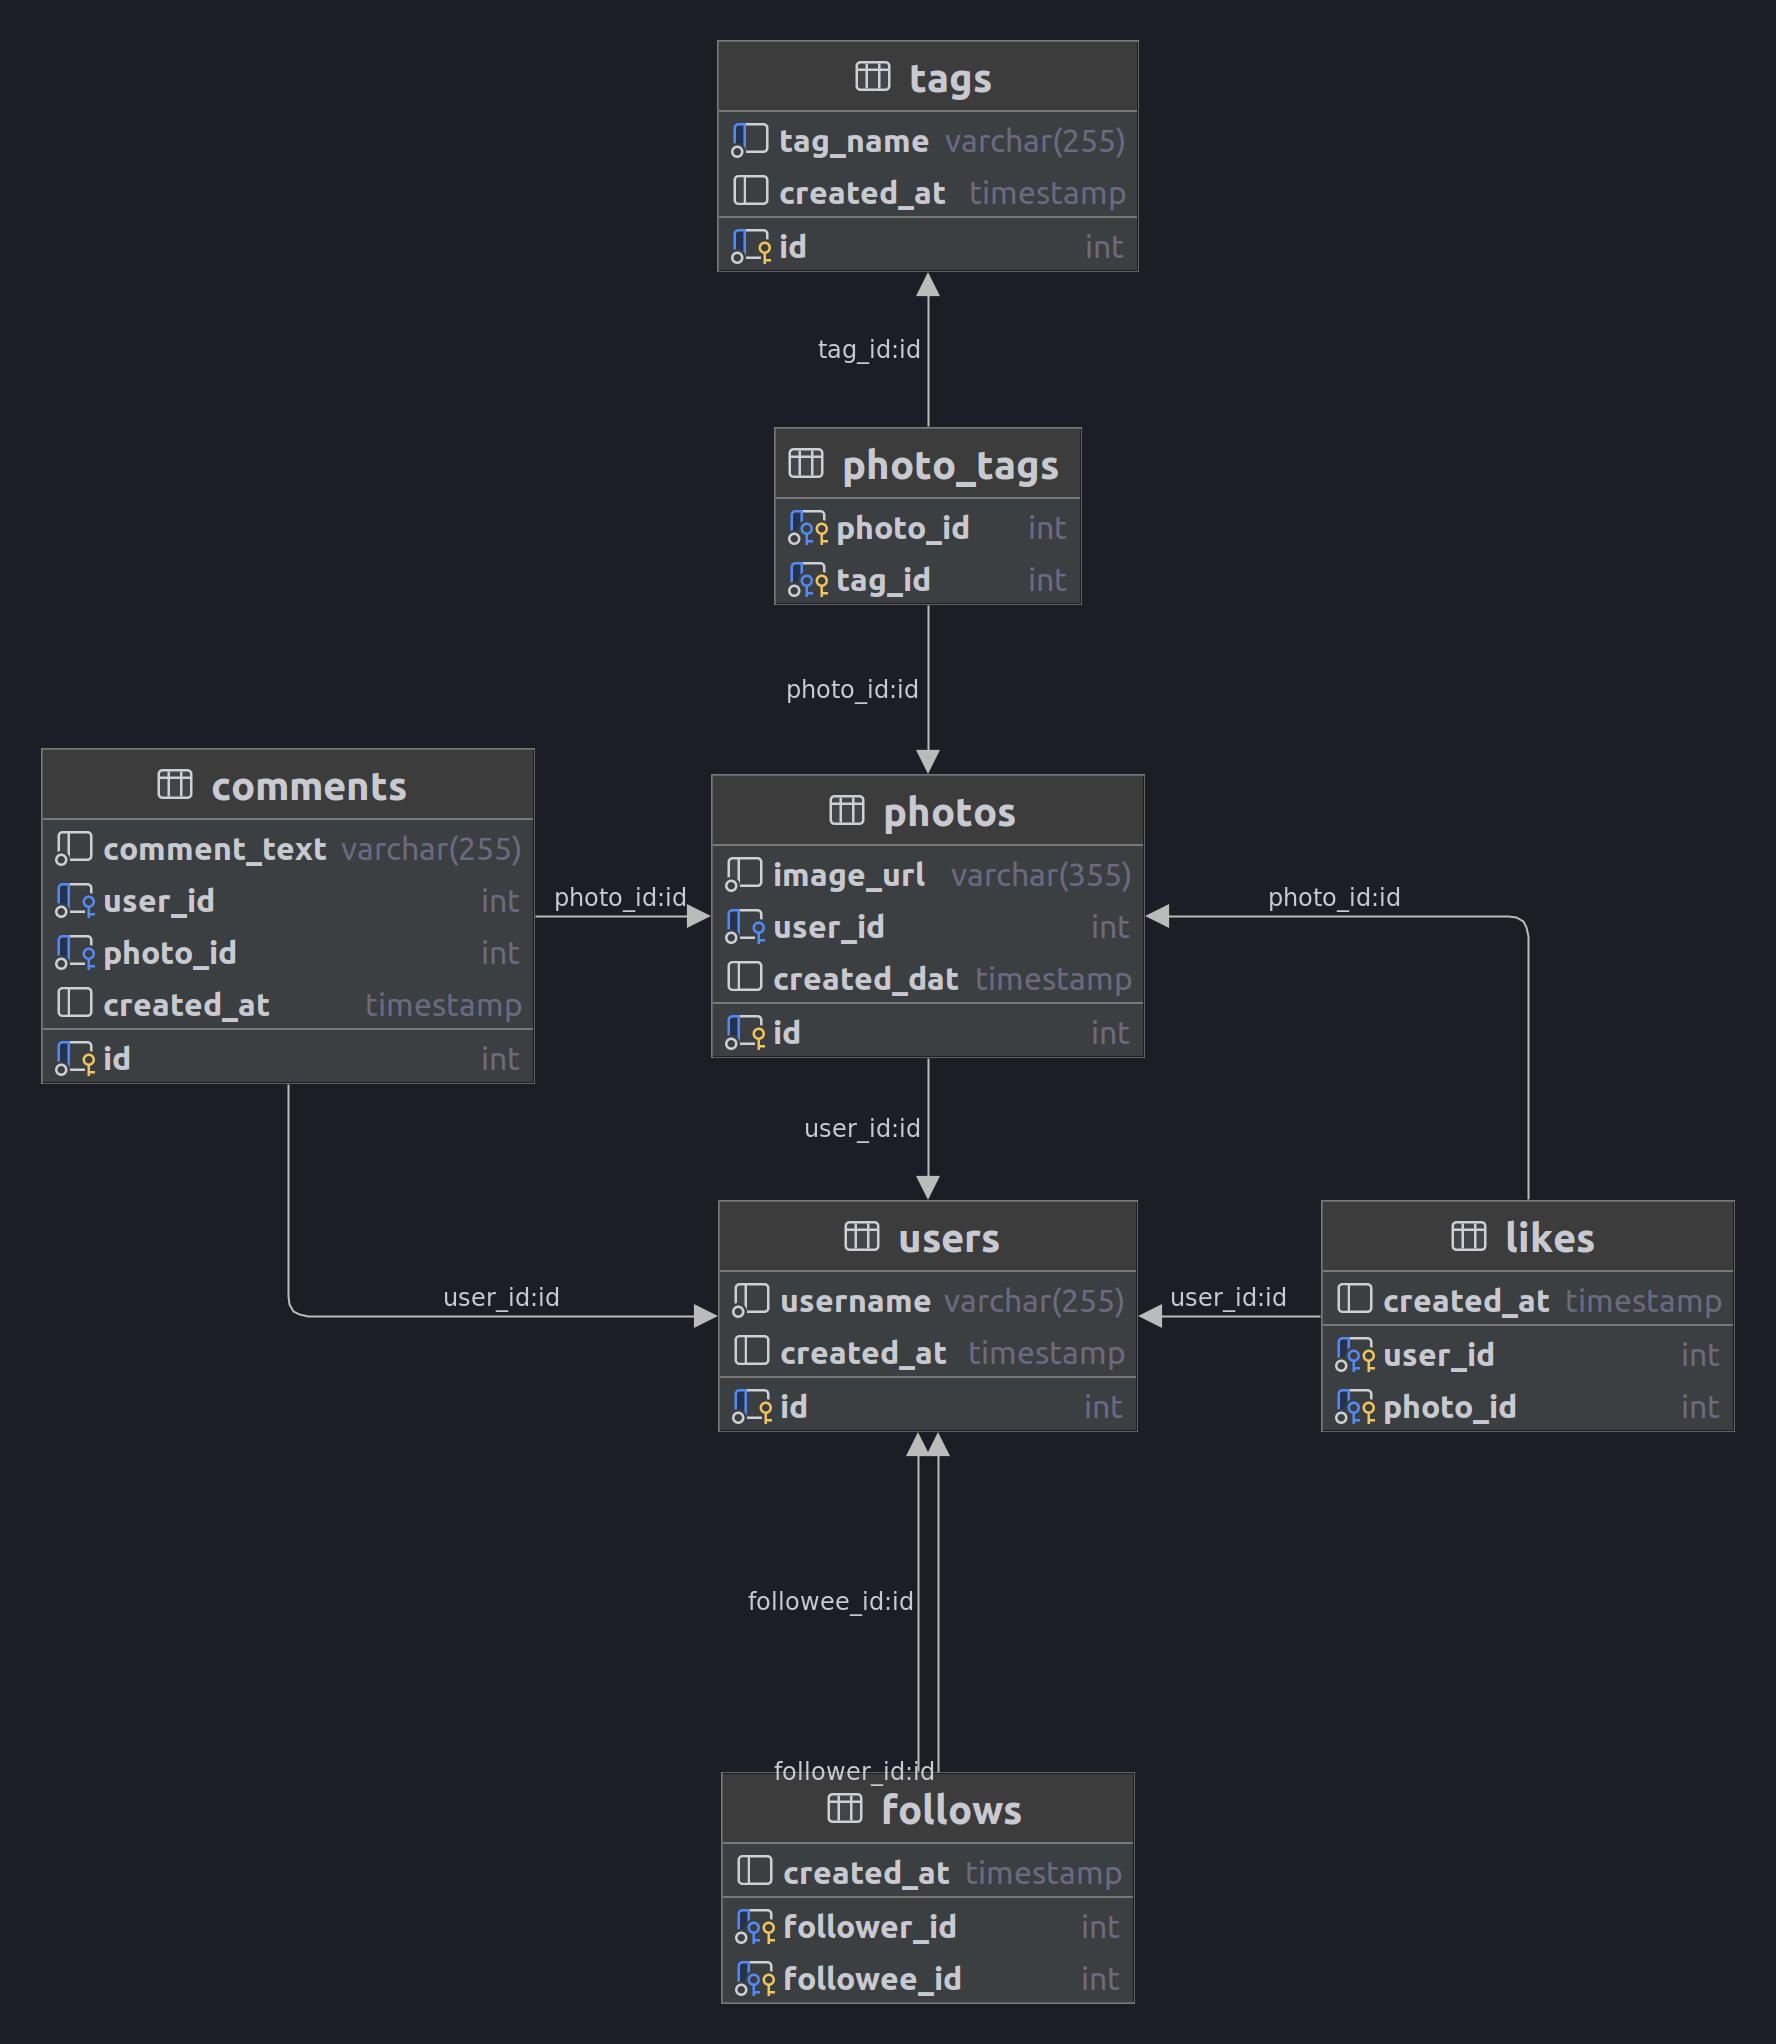 tags
tag_name varchar(255)
created_at timestamp
id int
tag_id:id
photo_tags
photo_id int
tag_id int
photo_id:id
comments
comment_text varchar(255)
user_id int
photo_id int
created_at timestamp
id int
photo_id:id
photos
image_url varchar(355)
user_id int
created_dat timestamp
id int
photo_id:id
user_id:id
user_id:id
users
username varchar(255)
created_at timestamp
id int
user_id:id
likes
created_at timestamp
user_id int
photo_id int
followee_id:id
follower_id:id
follows
created_at timestamp
follower_id int
followee_id int